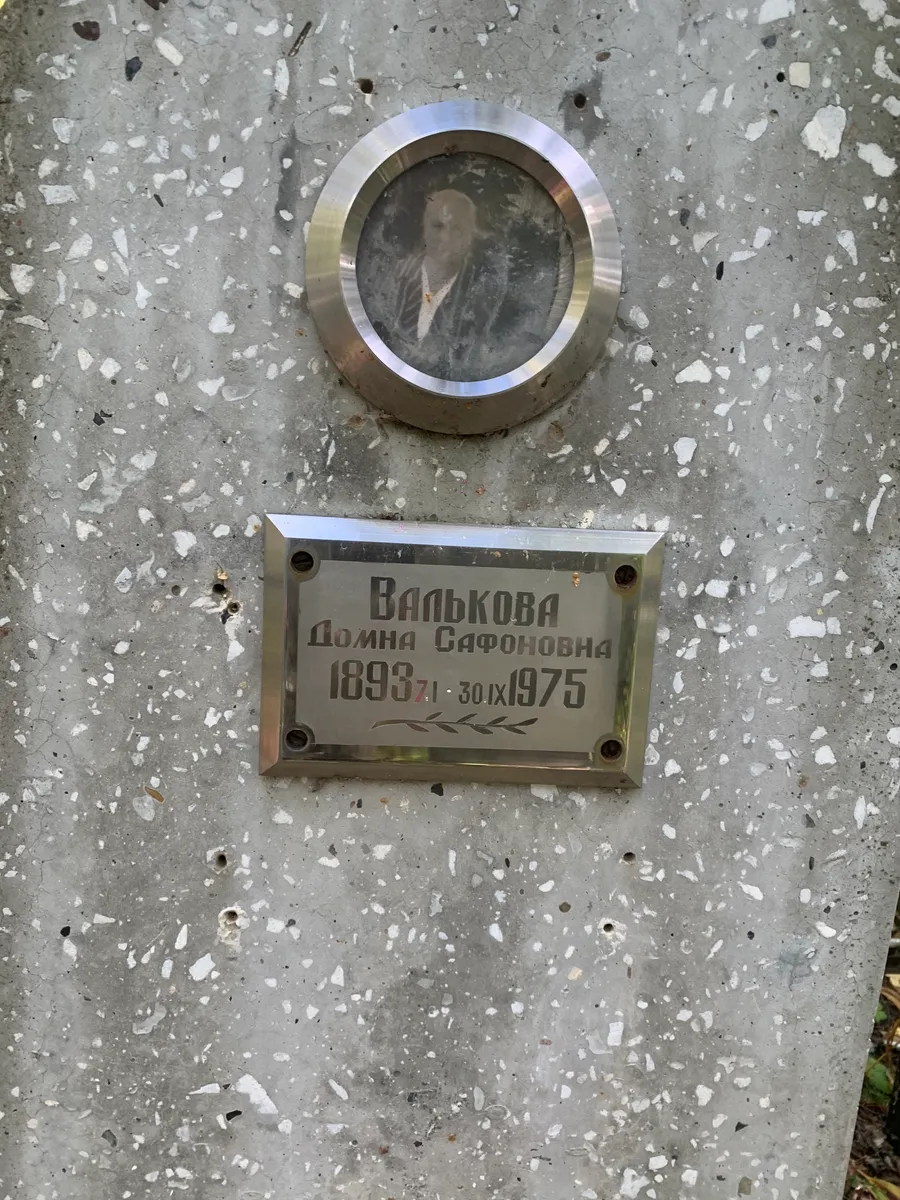 Валькова
Домна Сафоновна
1893 7.I · 30.IX 1975